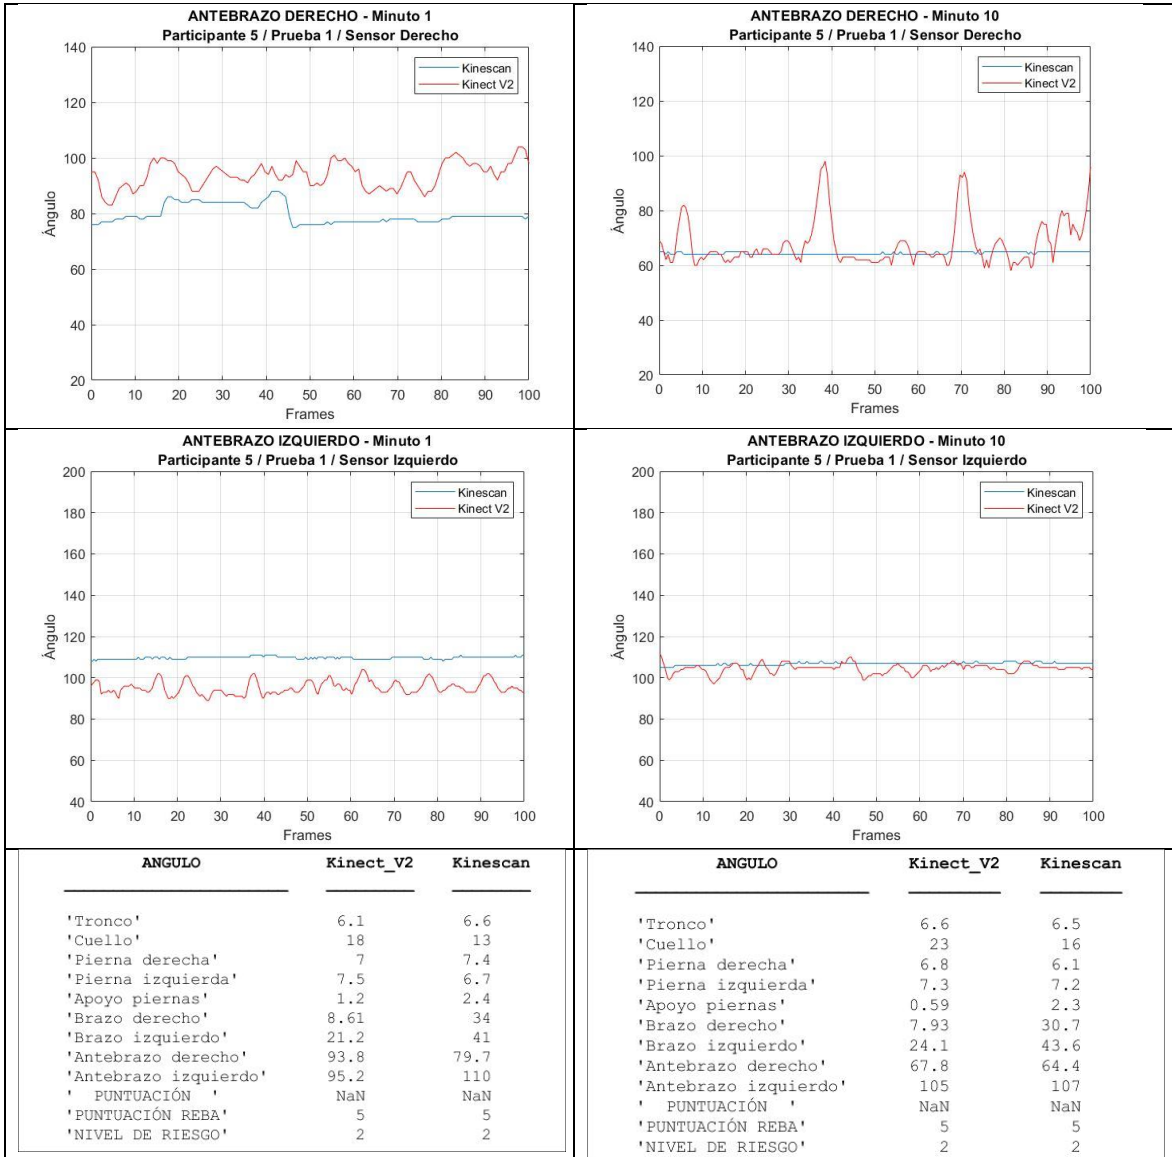 ANTEBRAZO DERECHO - Minuto 1
Participante 5 / Prueba 1 / Sensor Derecho
Kinescan
Kinect V2
140
120
100
80
60
40
20
Ángulo
0 10 20 30 40 50 60 70 80 90 100
Frames
ANTEBRAZO DERECHO - Minuto 10
Participante 5 / Prueba 1 / Sensor Derecho
Kinescan
Kinect V2
140
120
100
80
60
40
20
Ángulo
0 10 20 30 40 50 60 70 80 90 100
Frames
ANTEBRAZO IZQUIERDO - Minuto 1
Participante 5 / Prueba 1 / Sensor Izquierdo
Kinescan
Kinect V2
200
180
160
140
120
100
80
60
40
Ángulo
0 10 20 30 40 50 60 70 80 90 100
Frames
ANTEBRAZO IZQUIERDO - Minuto 10
Participante 5 / Prueba 1 / Sensor Izquierdo
Kinescan
Kinect V2
200
180
160
140
120
100
80
60
40
Ángulo
0 10 20 30 40 50 60 70 80 90 100
Frames
ANGULO Kinect_V2 Kinescan
'Tronco' 6.1 6.6
'Cuello' 18 13
'Pierna derecha' 7 7.4
'Pierna izquierda' 7.5 6.7
'Apoyo piernas' 1.2 2.4
'Brazo derecho' 8.61 34
'Brazo izquierdo' 21.2 41
'Antebrazo derecho' 93.8 79.7
'Antebrazo izquierdo' 95.2 110
' PUNTUACIÓN ' NaN NaN
'PUNTUACIÓN REBA' 5 5
'NIVEL DE RIESGO' 2 2
ANGULO Kinect_V2 Kinescan
'Tronco' 6.6 6.5
'Cuello' 23 16
'Pierna derecha' 6.8 6.1
'Pierna izquierda' 7.3 7.2
'Apoyo piernas' 0.59 2.3
'Brazo derecho' 7.93 30.7
'Brazo izquierdo' 24.1 43.6
'Antebrazo derecho' 67.8 64.4
'Antebrazo izquierdo' 105 107
' PUNTUACIÓN ' NaN NaN
'PUNTUACIÓN REBA' 5 5
'NIVEL DE RIESGO' 2 2